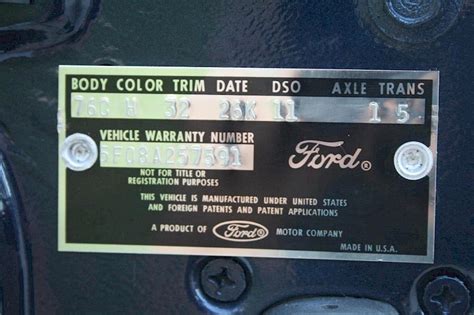 BODY COLOR TRIM DATE DSO AXLE TRANS
76D H 32 26K 11 1 5
VEHICLE WARRANTY NUMBER
5F08A257591
Ford
NOT FOR TITLE OR
REGISTRATION PURPOSES
THIS VEHICLE IS MANUFACTURED UNDER UNITED STATES
AND FOREIGN PATENTS AND PATENT APPLICATIONS
A PRODUCT OF Ford MOTOR COMPANY
MADE IN U.S.A.